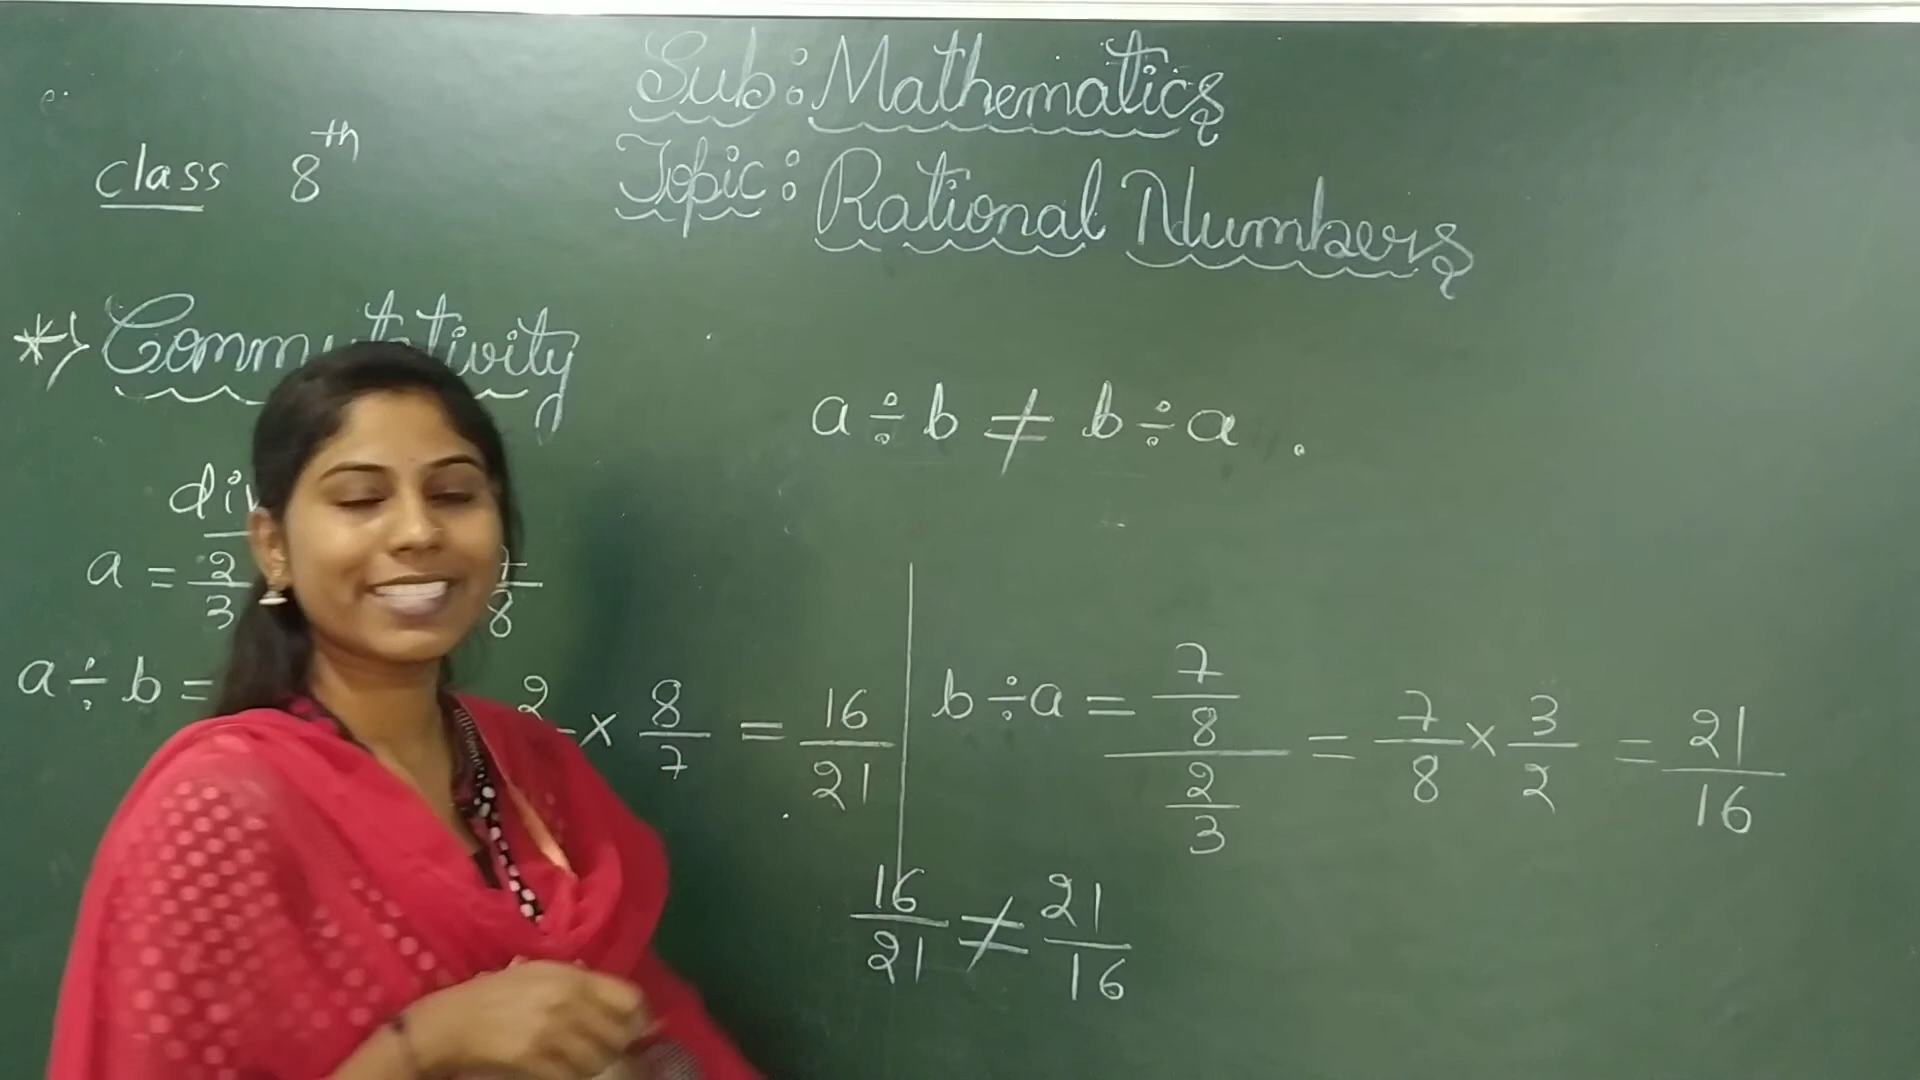 Sub: Mathematics
class 8th
Topic: Rational Numbers
*) Commutativity
a ÷ b ≠ b ÷ a .
a = 2/3
7/8
a ÷ b =
2
× 8/7 = 16/21
b ÷ a = 7/8 / 2/3 = 7/8 × 3/2 = 21/16
16/21 ≠ 21/16